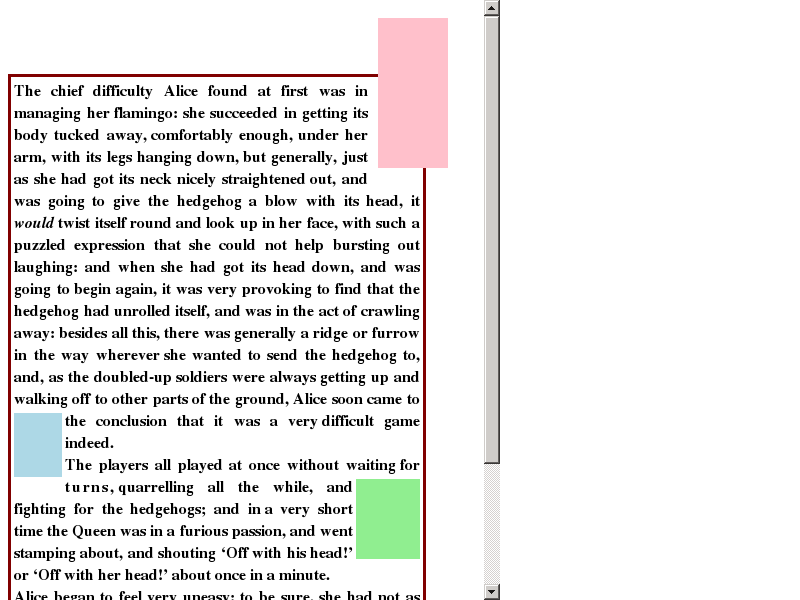 The chief difficulty Alice found at first was in
managing her flamingo: she succeeded in getting its
body tucked away, comfortably enough, under her
arm, with its legs hanging down, but generally, just
as she had got its neck nicely straightened out, and
was going to give the hedgehog a blow with its head, it
would twist itself round and look up in her face, with such a
puzzled expression that she could not help bursting out
laughing: and when she had got its head down, and was
going to begin again, it was very provoking to find that the
hedgehog had unrolled itself, and was in the act of crawling
away: besides all this, there was generally a ridge or furrow
in the way wherever she wanted to send the hedgehog to,
and, as the doubled-up soldiers were always getting up and
walking off to other parts of the ground, Alice soon came to
the conclusion that it was a very difficult game
indeed.
The players all played at once without waiting for
turns, quarrelling all the while, and
fighting for the hedgehogs; and in a very short
time the Queen was in a furious passion, and went
stamping about, and shouting ‘Off with his head!’
or ‘Off with her head!’ about once in a minute.
Alice began to feel very uneasy: to be sure, she had not as